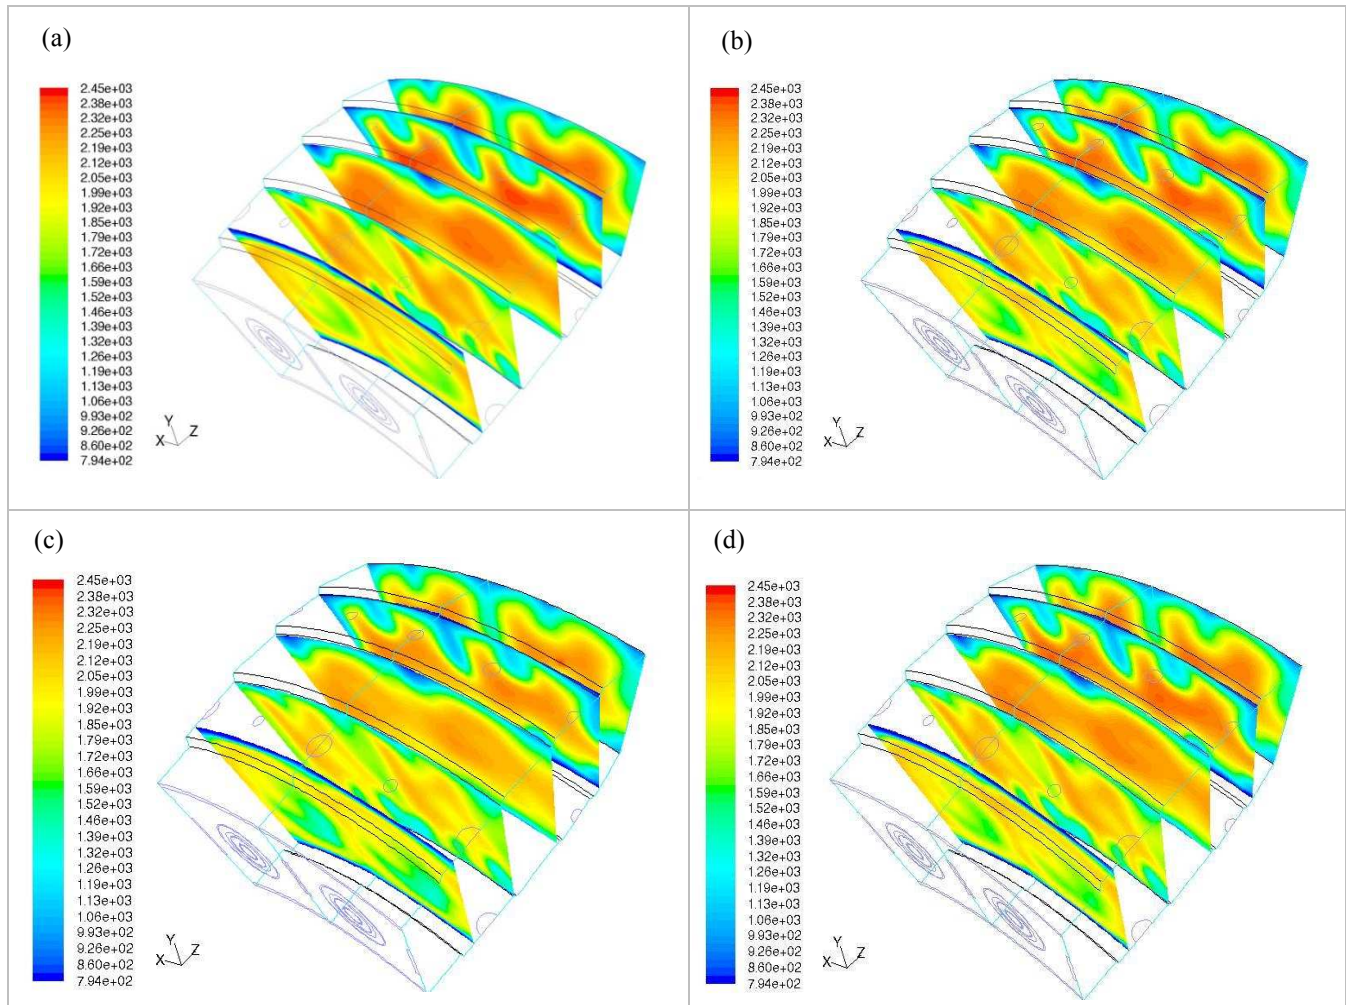 (a)
2.45e+03
2.38e+03
2.32e+03
2.25e+03
2.19e+03
2.12e+03
2.05e+03
1.99e+03
1.92e+03
1.85e+03
1.79e+03
1.72e+03
1.66e+03
1.59e+03
1.52e+03
1.46e+03
1.39e+03
1.32e+03
1.26e+03
1.19e+03
1.13e+03
1.06e+03
9.93e+02
9.26e+02
8.60e+02
7.94e+02
Y
X
Z
(b)
2.45e+03
2.38e+03
2.32e+03
2.25e+03
2.19e+03
2.12e+03
2.05e+03
1.99e+03
1.92e+03
1.85e+03
1.79e+03
1.72e+03
1.66e+03
1.59e+03
1.52e+03
1.46e+03
1.39e+03
1.32e+03
1.26e+03
1.19e+03
1.13e+03
1.06e+03
9.93e+02
9.26e+02
8.60e+02
7.94e+02
Y
X
Z
(c)
2.45e+03
2.38e+03
2.32e+03
2.25e+03
2.19e+03
2.12e+03
2.05e+03
1.99e+03
1.92e+03
1.85e+03
1.79e+03
1.72e+03
1.66e+03
1.59e+03
1.52e+03
1.46e+03
1.39e+03
1.32e+03
1.26e+03
1.19e+03
1.13e+03
1.06e+03
9.93e+02
9.26e+02
8.60e+02
7.94e+02
Y
X
Z
(d)
2.45e+03
2.38e+03
2.32e+03
2.25e+03
2.19e+03
2.12e+03
2.05e+03
1.99e+03
1.92e+03
1.85e+03
1.79e+03
1.72e+03
1.66e+03
1.59e+03
1.52e+03
1.46e+03
1.39e+03
1.32e+03
1.26e+03
1.19e+03
1.13e+03
1.06e+03
9.93e+02
9.26e+02
8.60e+02
7.94e+02
Y
X
Z